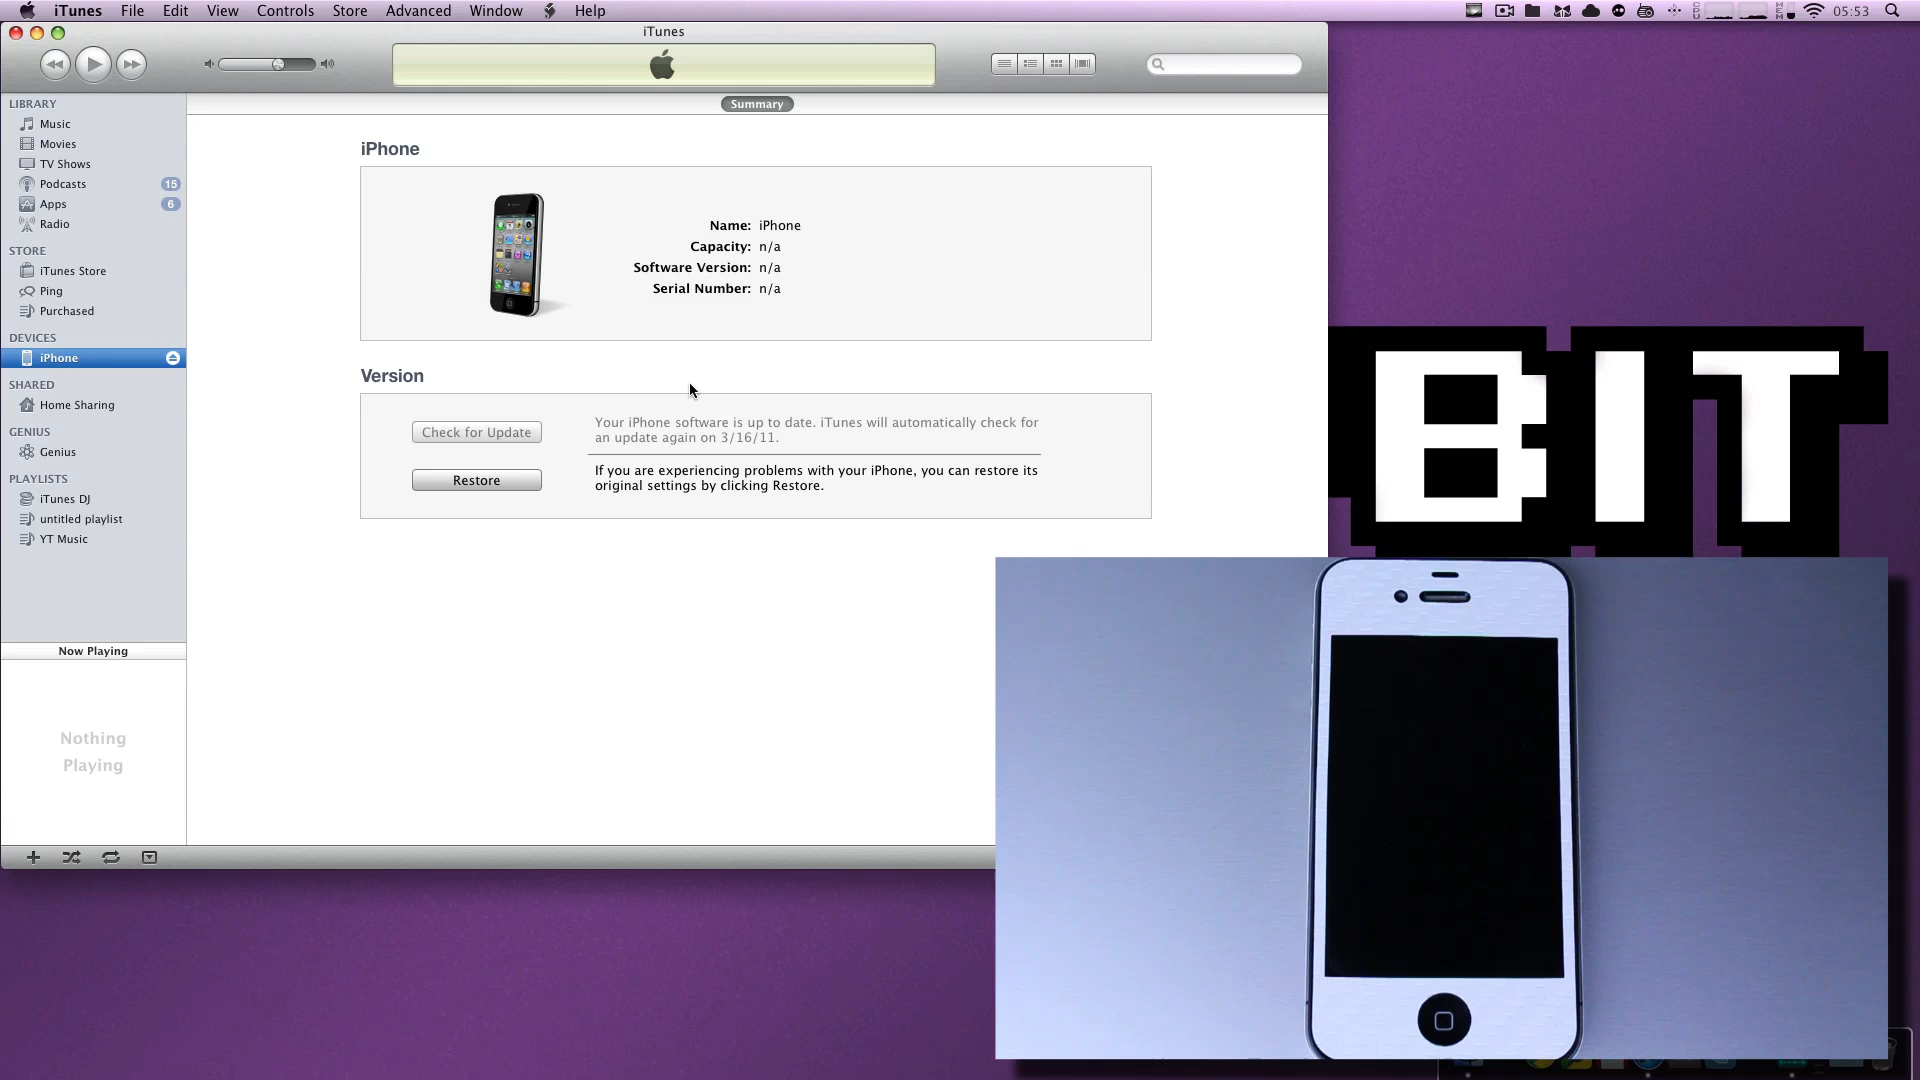 iTunes File Edit View Controls Store Advanced Window Help 05:53
iTunes
Summary
LIBRARY
Music
Movies
TV Shows
Podcasts 15
Apps 6
Radio
STORE
iTunes Store
Ping
Purchased
DEVICES
iPhone
SHARED
Home Sharing
GENIUS
Genius
PLAYLISTS
iTunes DJ
untitled playlist
YT Music
Now Playing
Nothing
Playing
iPhone
Name: iPhone
Capacity: n/a
Software Version: n/a
Serial Number: n/a
Version
Check for Update
Your iPhone software is up to date. iTunes will automatically check for
an update again on 3/16/11.
Restore
If you are experiencing problems with your iPhone, you can restore its
original settings by clicking Restore.
BIT